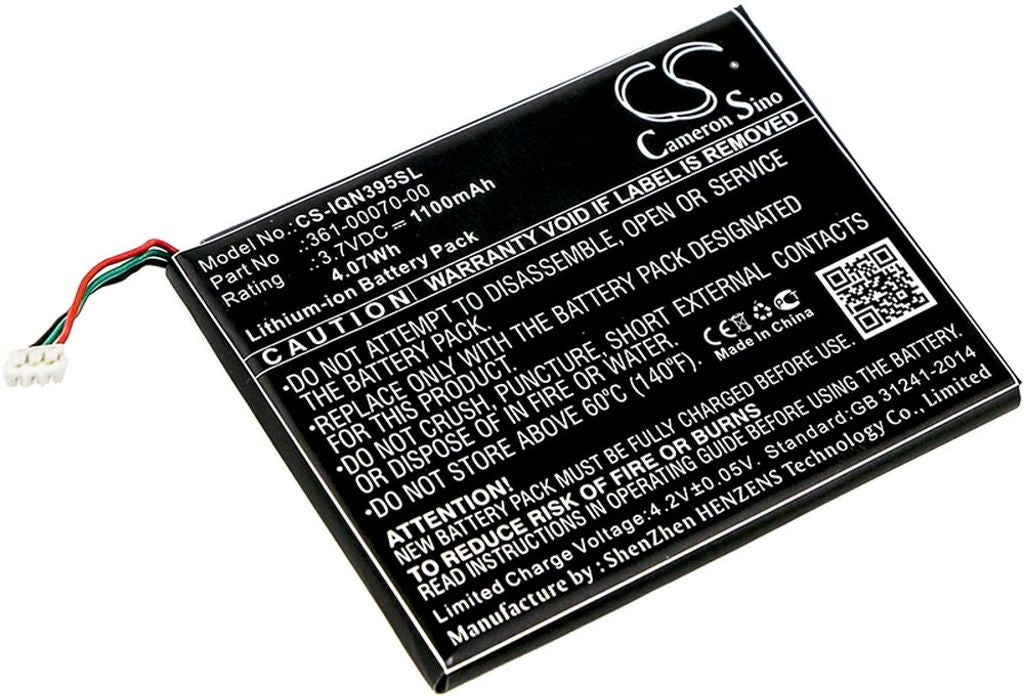 CS
Cameron Sino
Model No.: CS-IQN395SL
Part No : 361-00070-00
Rating : 3.7VDC ⎓ 1100mAh
4.07Wh
Lithium-ion Battery Pack
CAUTION! WARRANTY VOID IF LABEL IS REMOVED
•DO NOT ATTEMPT TO DISASSEMBLE, OPEN OR SERVICE
THE BATTERY PACK.
•REPLACE ONLY WITH THE BATTERY PACK DESIGNATED
FOR THIS PRODUCT.
•DO NOT CRUSH, PUNCTURE, SHORT EXTERNAL CONTACTS
OR DISPOSE OF IN FIRE OR WATER.
•DO NOT STORE ABOVE 60°C (140°F).
CE
Made in China
ATTENTION!
NEW BATTERY PACK MUST BE FULLY CHARGED BEFORE USE.
TO REDUCE RISK OF FIRE OR BURNS
READ INSTRUCTIONS IN OPERATING GUIDE BEFORE USING THE BATTERY.
Limited Charge Voltage:4.2V±0.05V. Standard:GB 31241-2014
Manufacture by : ShenZhen HENZENS Technology Co., Limited